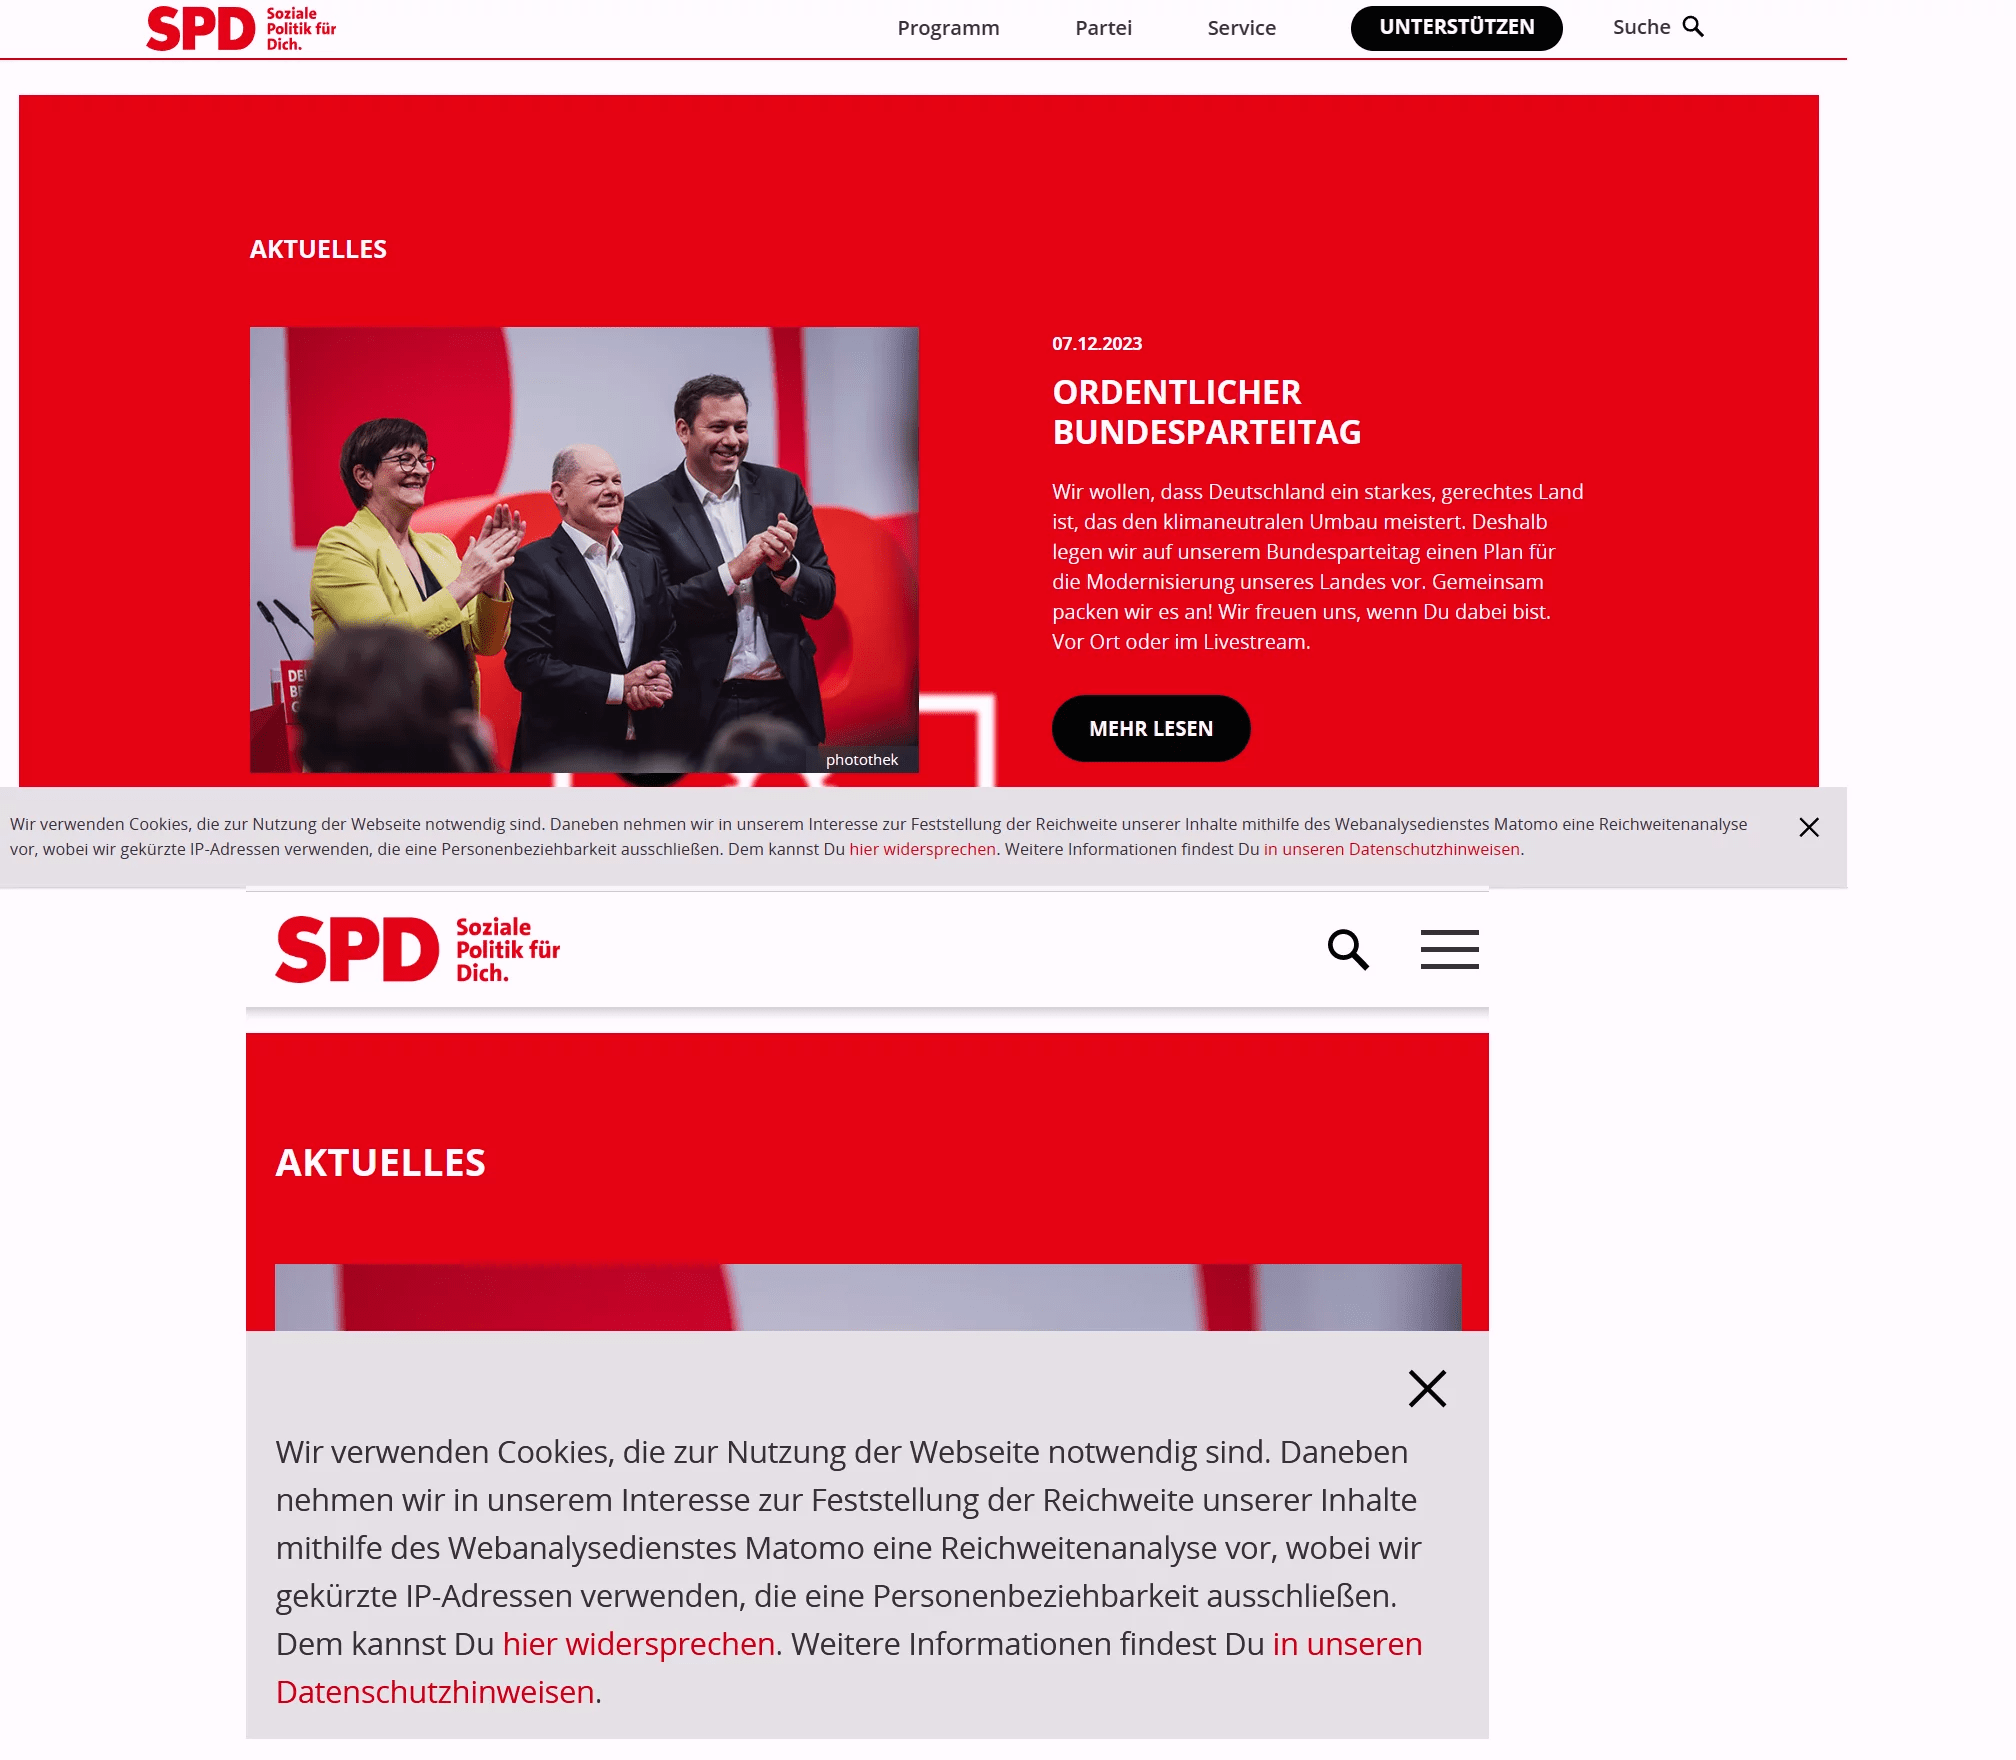 SPD Soziale
Politik für
Dich.
Programm Partei Service UNTERSTÜTZEN Suche
AKTUELLES
07.12.2023
ORDENTLICHER
BUNDESPARTEITAG
Wir wollen, dass Deutschland ein starkes, gerechtes Land
ist, das den klimaneutralen Umbau meistert. Deshalb
legen wir auf unserem Bundesparteitag einen Plan für
die Modernisierung unseres Landes vor. Gemeinsam
packen wir es an! Wir freuen uns, wenn Du dabei bist.
Vor Ort oder im Livestream.
MEHR LESEN
photothek
Wir verwenden Cookies, die zur Nutzung der Webseite notwendig sind. Daneben nehmen wir in unserem Interesse zur Feststellung der Reichweite unserer Inhalte mithilfe des Webanalysedienstes Matomo eine Reichweitenanalyse
vor, wobei wir gekürzte IP-Adressen verwenden, die eine Personenbeziehbarkeit ausschließen. Dem kannst Du hier widersprechen. Weitere Informationen findest Du in unseren Datenschutzhinweisen.
SPD Soziale
Politik für
Dich.
AKTUELLES
Wir verwenden Cookies, die zur Nutzung der Webseite notwendig sind. Daneben
nehmen wir in unserem Interesse zur Feststellung der Reichweite unserer Inhalte
mithilfe des Webanalysedienstes Matomo eine Reichweitenanalyse vor, wobei wir
gekürzte IP-Adressen verwenden, die eine Personenbeziehbarkeit ausschließen.
Dem kannst Du hier widersprechen. Weitere Informationen findest Du in unseren
Datenschutzhinweisen.